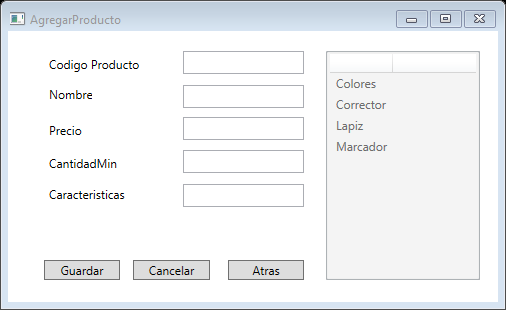 AgregarProducto
Codigo Producto
Nombre
Precio
CantidadMin
Caracteristicas
Guardar Cancelar Atras
Colores
Corrector
Lapiz
Marcador